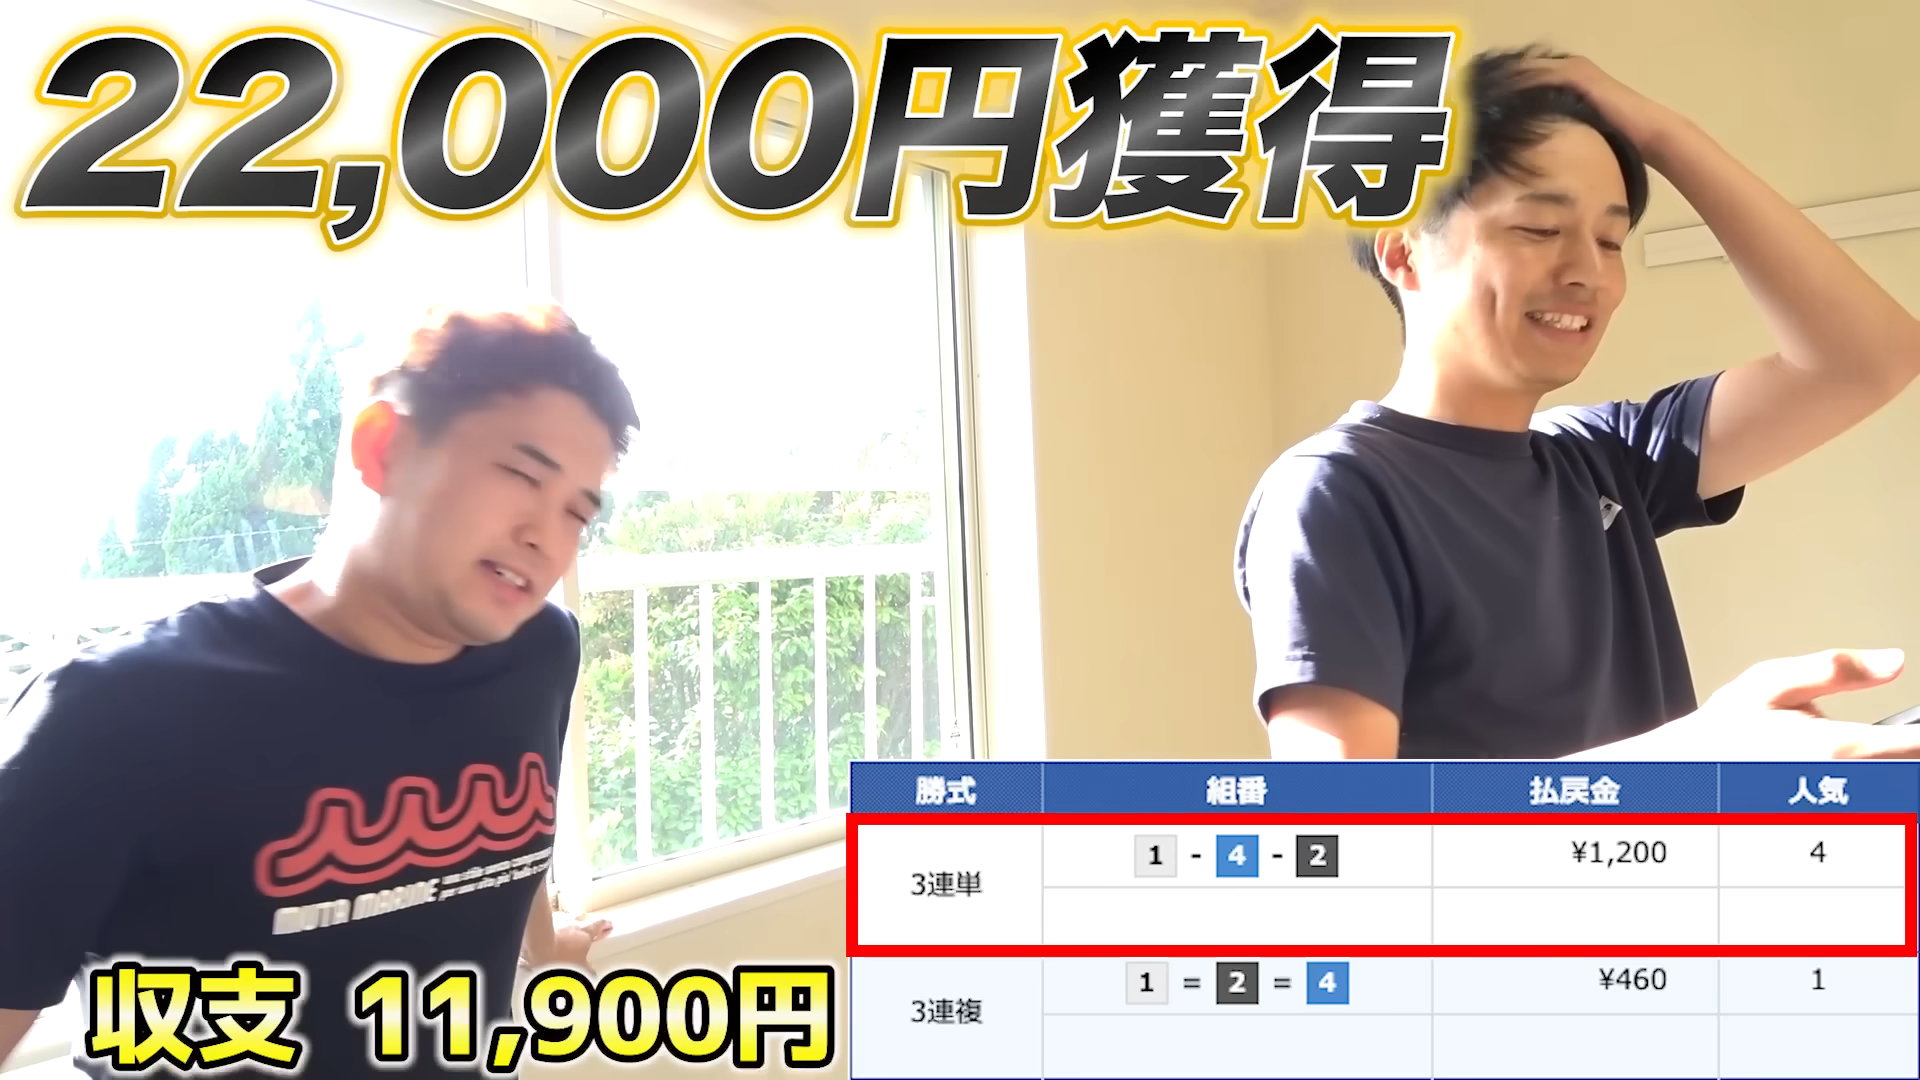 22,000円獲得
MUTA MARINE
収支 11,900円
勝式 組番 払戻金 人気
3連単 1 - 4 - 2 ¥1,200 4
3連複 1 = 2 = 4 ¥460 1